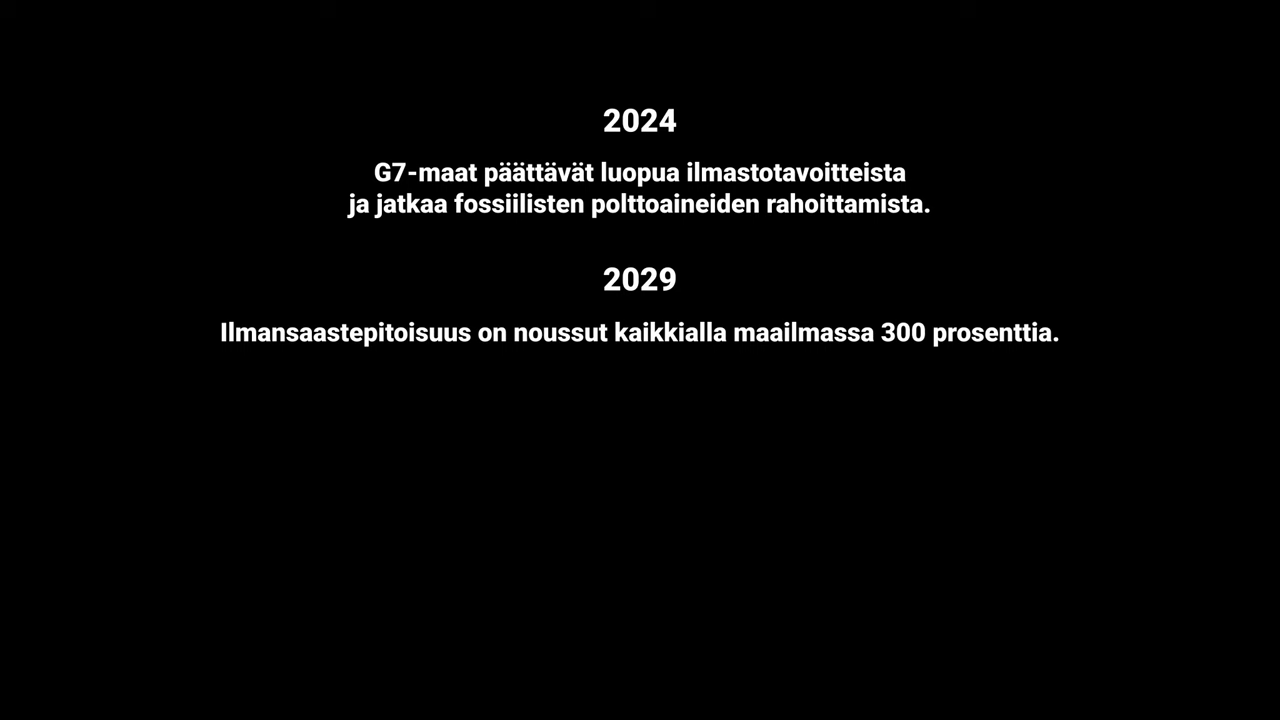 2024
G7-maat päättävät luopua ilmastotavoitteista
ja jatkaa fossiilisten polttoaineiden rahoittamista.
2029
Ilmansaastepitoisuus on noussut kaikkialla maailmassa 300 prosenttia.